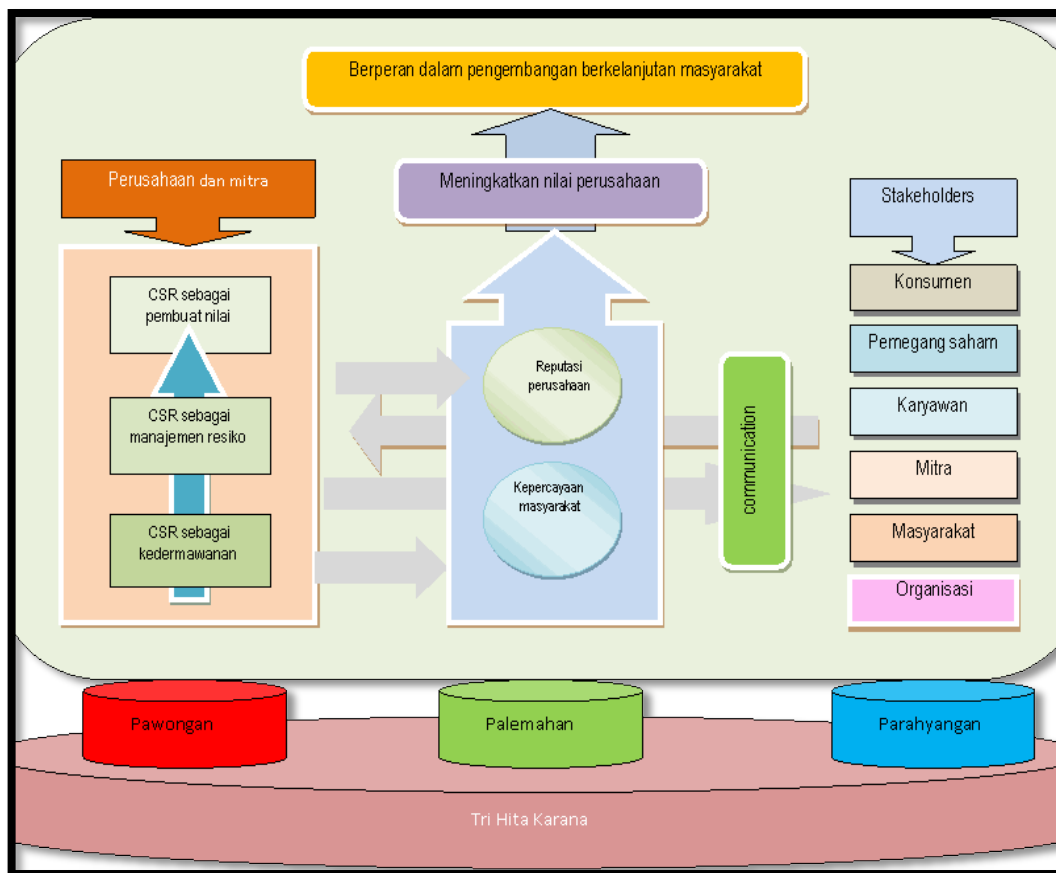 Berperan dalam pengembangan berkelanjutan masyarakat
Perusahaan dan mitra
Meningkatkan nilai perusahaan
Stakeholders
CSR sebagai
pembuat nilai
CSR sebagai
manajemen resiko
CSR sebagai
kedermawanan
Reputasi
perusahaan
Kepercayaan
masyarakat
communication
Konsumen
Pemegang saham
Karyawan
Mitra
Masyarakat
Organisasi
Pawongan
Palemahan
Parahyangan
Tri Hita Karana